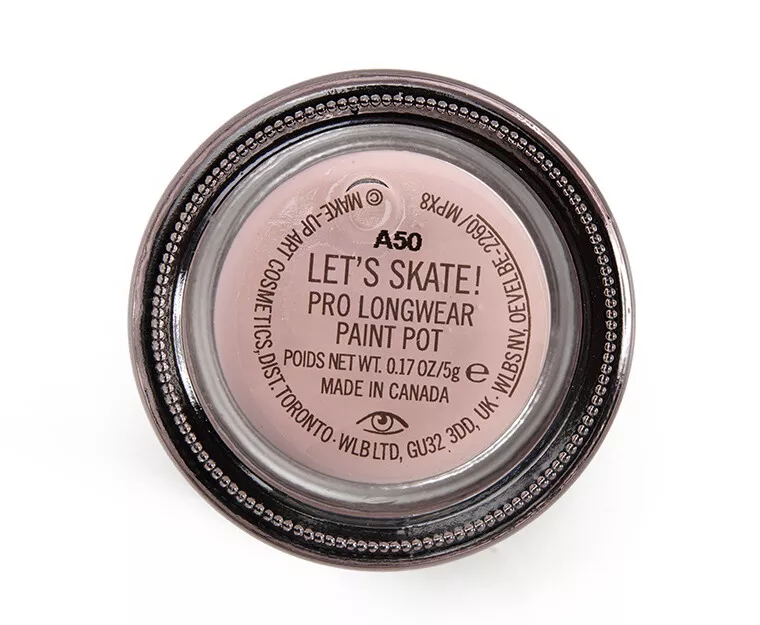 A50
LET'S SKATE!
PRO LONGWEAR
PAINT POT
POIDS NET WT. 0.17 OZ/5g ℮
MADE IN CANADA
© MAKE-UP ART COSMETICS, DIST. TORONTO · WLB LTD, GU32 3DD, UK · WLBS NV, OEVEL BE-2260/ MPX8